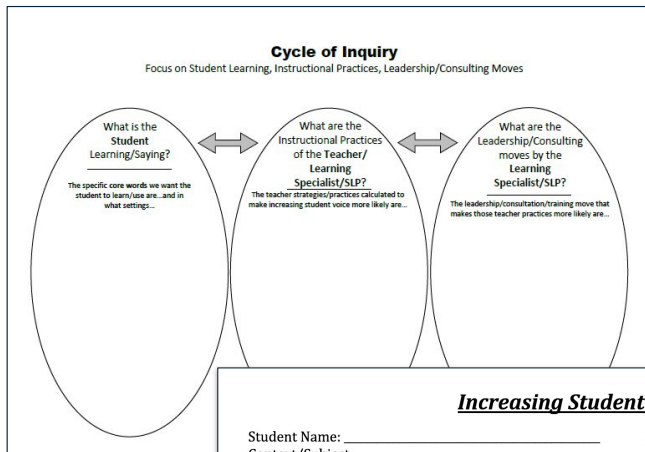 Cycle of Inquiry
Focus on Student Learning, Instructional Practices, Leadership/Consulting Moves
What is the
Student
Learning/Saying?
The specific core words we want the
student to learn/use are...and in
what settings...
What are the
Instructional Practices
of the Teacher/
Learning
Specialist/SLP?
The teacher strategies/practices calculated to
make increasing student voice more likely are...
What are the
Leadership/Consulting
moves by the
Learning
Specialist/SLP?
The leadership/consultation/training move that
makes those teacher practices more likely are...
Increasing Student
Student Name:
Context/Subject